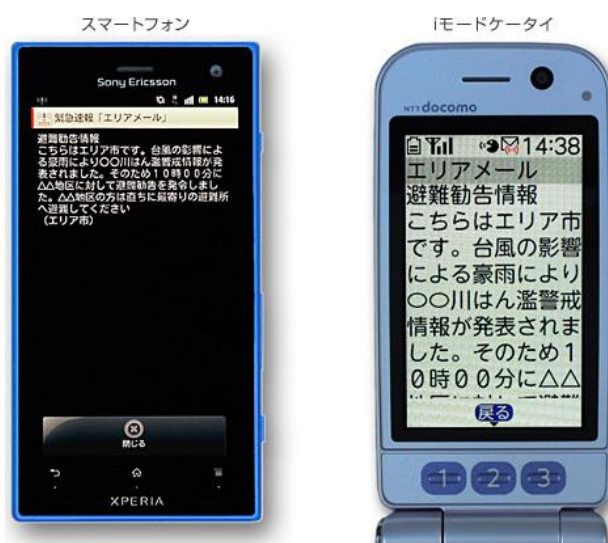 スマートフォン
iモードケータイ
Sony Ericsson
14:16
緊急速報「エリアメール」
避難勧告情報
こちらはエリア市です。台風の影響によ
る豪雨により〇〇川はん濫警戒情報が発
表されました。そのため10時00分に
△△地区に対して避難勧告を発令しまし
た。△△地区の方は直ちに最寄りの避難所
へ避難してください
(エリア市)
閉じる
XPERIA
NTT docomo
14:38
エリアメール
避難勧告情報
こちらはエリア市
です。台風の影響
による豪雨により
〇〇川はん濫警戒
情報が発表されま
した。そのため1
0時00分に△△
戻る
1 2 3